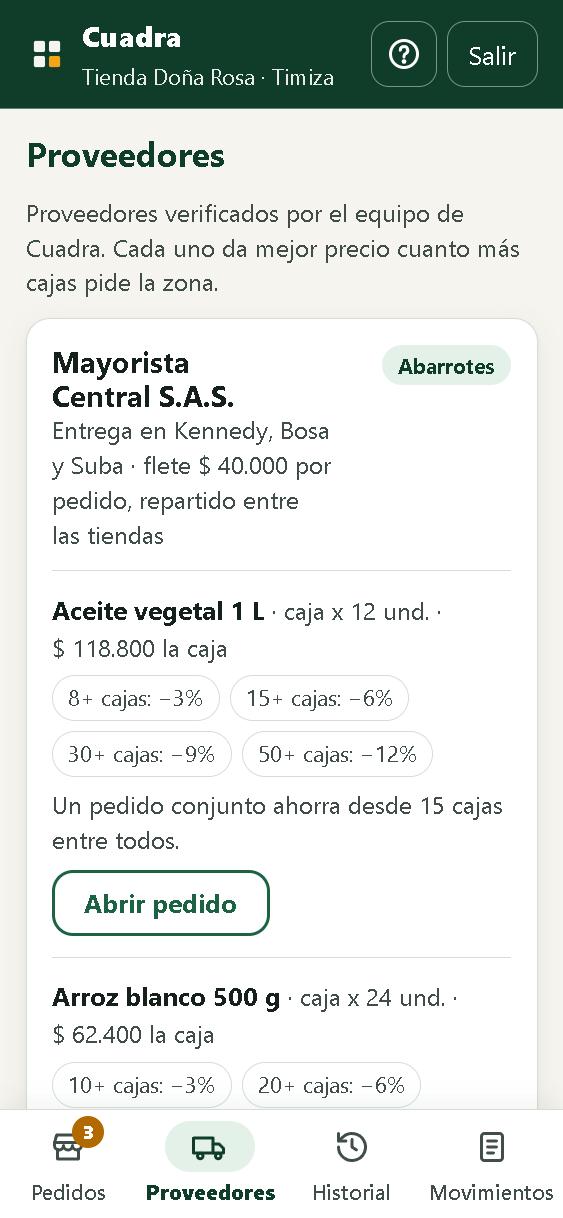 Cuadra
Tienda Doña Rosa · Timiza
Salir
Proveedores
Proveedores verificados por el equipo de
Cuadra. Cada uno da mejor precio cuanto más
cajas pide la zona.
Mayorista
Central S.A.S.
Abarrotes
Entrega en Kennedy, Bosa
y Suba · flete $ 40.000 por
pedido, repartido entre
las tiendas
Aceite vegetal 1 L · caja x 12 und. ·
$ 118.800 la caja
8+ cajas: −3%
15+ cajas: −6%
30+ cajas: −9%
50+ cajas: −12%
Un pedido conjunto ahorra desde 15 cajas
entre todos.
Abrir pedido
Arroz blanco 500 g · caja x 24 und. ·
$ 62.400 la caja
10+ cajas: −3%
20+ cajas: −6%
3
Pedidos
Proveedores
Historial
Movimientos